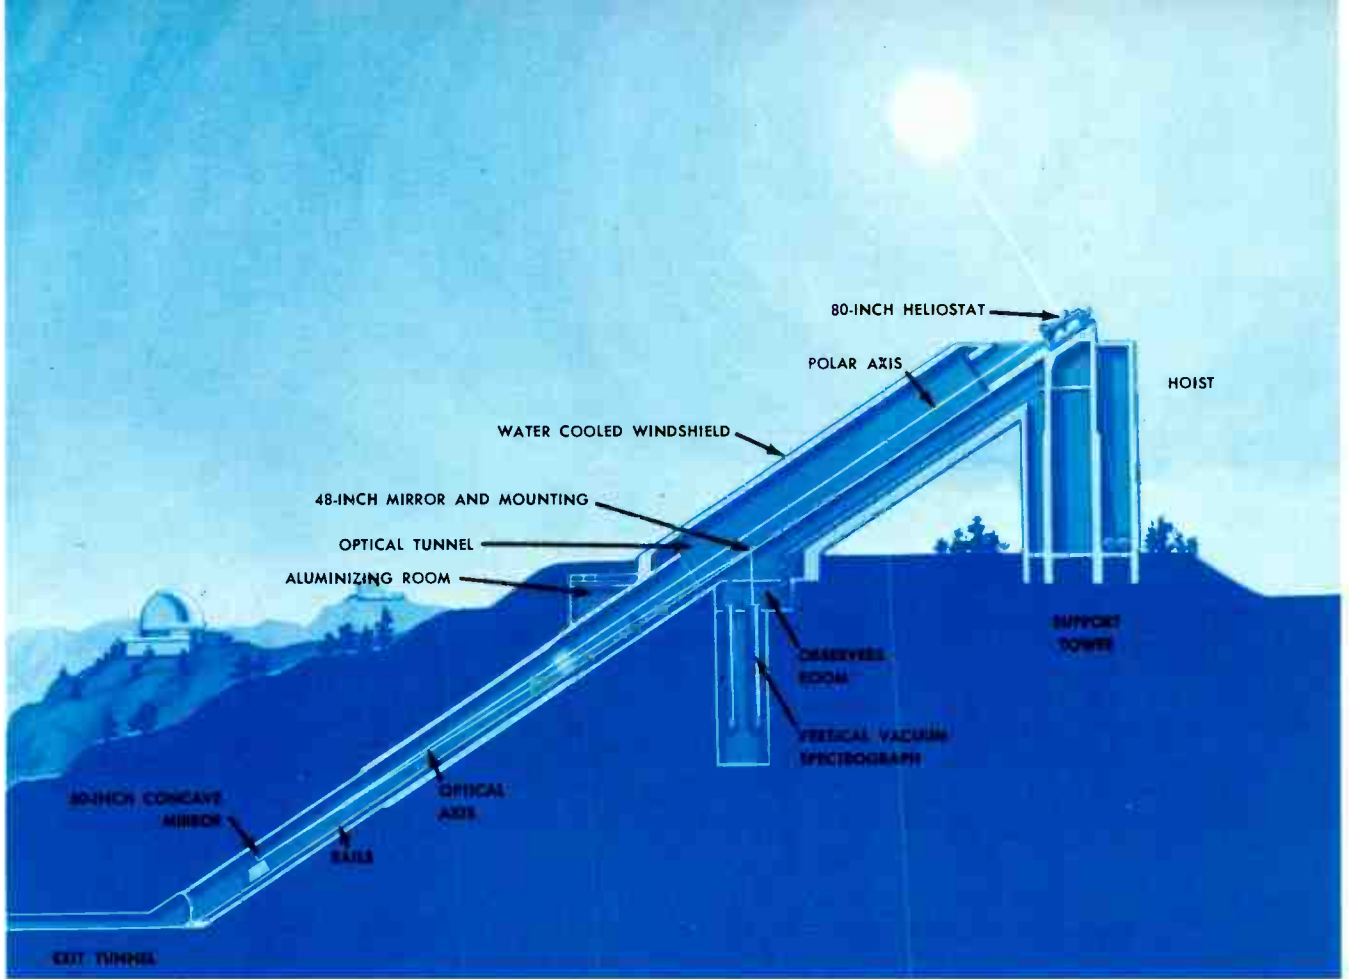 80-INCH HELIOSTAT
POLAR AXIS
HOIST
WATER COOLED WINDSHIELD
48-INCH MIRROR AND MOUNTING
OPTICAL TUNNEL
ALUMINIZING ROOM
SUPPORT
TOWER
OBSERVERS
ROOM
VERTICAL VACUUM
SPECTROGRAPH
OPTICAL
AXIS
CONCAVE
MIRROR
RAILS
EXIT TUNNEL